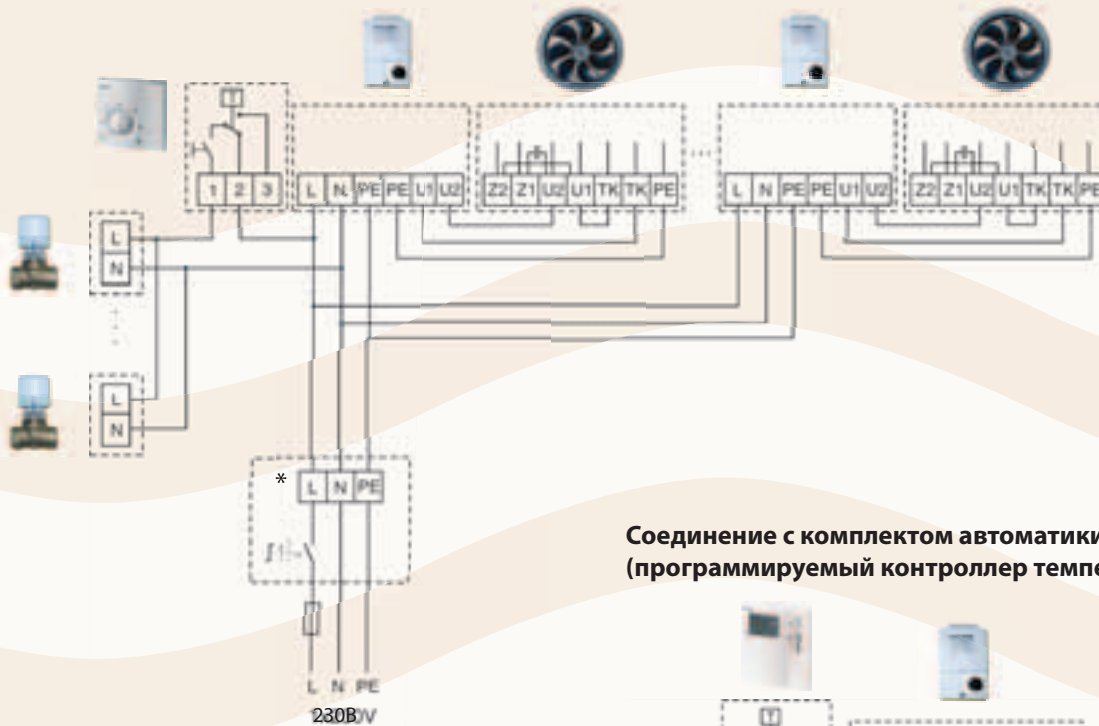 1 2 3 L N PE PE U1 U2 Z2 Z1 U2 U1 TK TK PE L N PE PE U1 U2 Z2 Z1 U2 U1 TK TK PE
L
N
L
N
* L N PE
L N PE
230В
Соединение с комплектом автоматики
(программируемый контроллер темпе